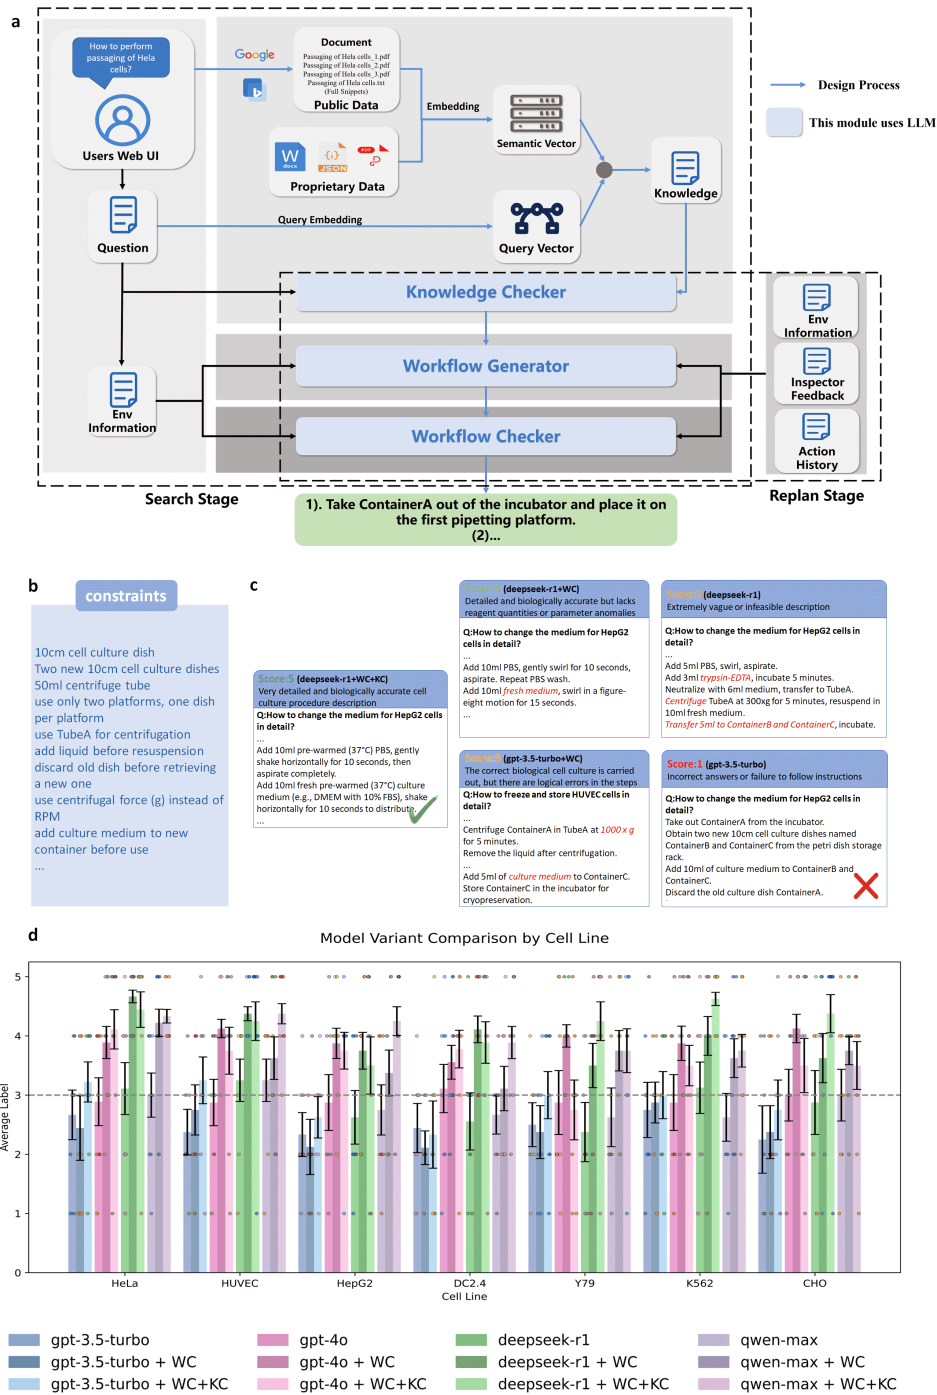 a
How to perform
passaging of Hela
cells?
Users Web UI
Google
Document
Passaging of Hela cells_1.pdf
Passaging of Hela cells_2.pdf
Passaging of Hela cells_3.pdf
Passaging of Hela cells.txt
(Full Snippets)
Public Data
W
docx
JSON
PDF
Proprietary Data
Embedding
Semantic Vector
Design Process
This module uses LLM
Question
Query Embedding
Query Vector
Knowledge
Knowledge Checker
Workflow Generator
Workflow Checker
Env
Information
Env
Information
Inspector
Feedback
Action
History
Search Stage
Replan Stage
1). Take ContainerA out of the incubator and place it on
the first pipetting platform.
(2)...
b
constraints
10cm cell culture dish
Two new 10cm cell culture dishes
50ml centrifuge tube
use only two platforms, one dish
per platform
use TubeA for centrifugation
add liquid before resuspension
discard old dish before retrieving
a new one
use centrifugal force (g) instead of
RPM
add culture medium to new
container before use
...
c
Score:5 (deepseek-r1+WC+KC)
Very detailed and biologically accurate cell
culture procedure description
Q:How to change the medium for HepG2 cells
in detail?
...
Add 10ml pre-warmed (37°C) PBS, gently
shake horizontally for 10 seconds, then
aspirate completely.
Add 10ml fresh pre-warmed (37°C) culture
medium (e.g., DMEM with 10% FBS), shake
horizontally for 10 seconds to distribute.
...
Score:4 (deepseek-r1+WC)
Detailed and biologically accurate but lacks
reagent quantities or parameter anomalies
Q:How to change the medium for HepG2
cells in detail?
...
Add 10ml PBS, gently swirl for 10 seconds,
aspirate. Repeat PBS wash.
Add 10ml fresh medium, swirl in a figure-
eight motion for 15 seconds.
...
Score:2 (deepseek-r1)
Extremely vague or infeasible description
Q:How to change the medium for HepG2 cells in
detail?
...
Add 5ml PBS, swirl, aspirate.
Add 3ml trypsin-EDTA, incubate 5 minutes.
Neutralize with 6ml medium, transfer to TubeA.
Centrifuge TubeA at 300xg for 5 minutes, resuspend in
10ml fresh medium.
Transfer 5ml to ContainerB and ContainerC, incubate.
Score:3 (gpt-3.5-turbo+WC)
The correct biological cell culture is carried
out, but there are logical errors in the steps
Q:How to freeze and store HUVEC cells in
detail?
...
Centrifuge ContainerA in TubeA at 1000 x g
for 5 minutes.
Remove the liquid after centrifugation.
...
Add 5ml of culture medium to ContainerC.
Store ContainerC in the incubator for
cryopreservation.
Score:1 (gpt-3.5-turbo)
Incorrect answers or failure to follow instructions
Q:How to change the medium for HepG2 cells in
detail?
Take out ContainerA from the incubator.
Obtain two new 10cm cell culture dishes named
ContainerB and ContainerC from the petri dish storage
rack.
Add 10ml of culture medium to ContainerB and
ContainerC.
Discard the old culture dish ContainerA.
d
Model Variant Comparison by Cell Line
Average Label
5
4
3
2
1
0
HeLa
HUVEC
HepG2
DC2.4
Y79
K562
CHO
Cell Line
gpt-3.5-turbo
gpt-4o
deepseek-r1
qwen-max
gpt-3.5-turbo + WC
gpt-4o + WC
deepseek-r1 + WC
qwen-max + WC
gpt-3.5-turbo + WC+KC
gpt-4o + WC+KC
deepseek-r1 + WC+KC
qwen-max + WC+KC